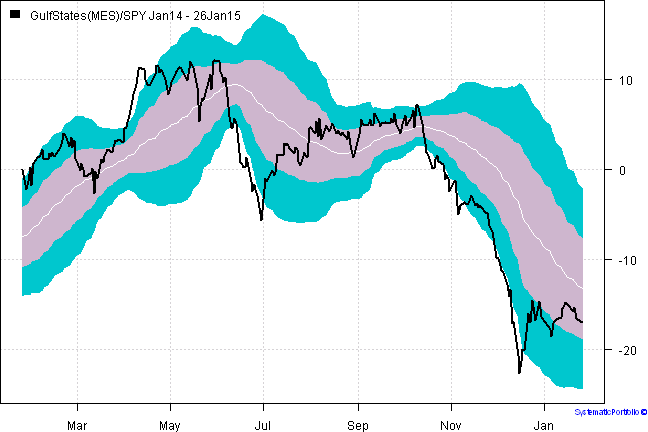 GulfStates(MES)/SPY Jan14 - 26Jan15
10
0
-10
-20
Mar May Jul Sep Nov Jan
SystematicPortfolio ©